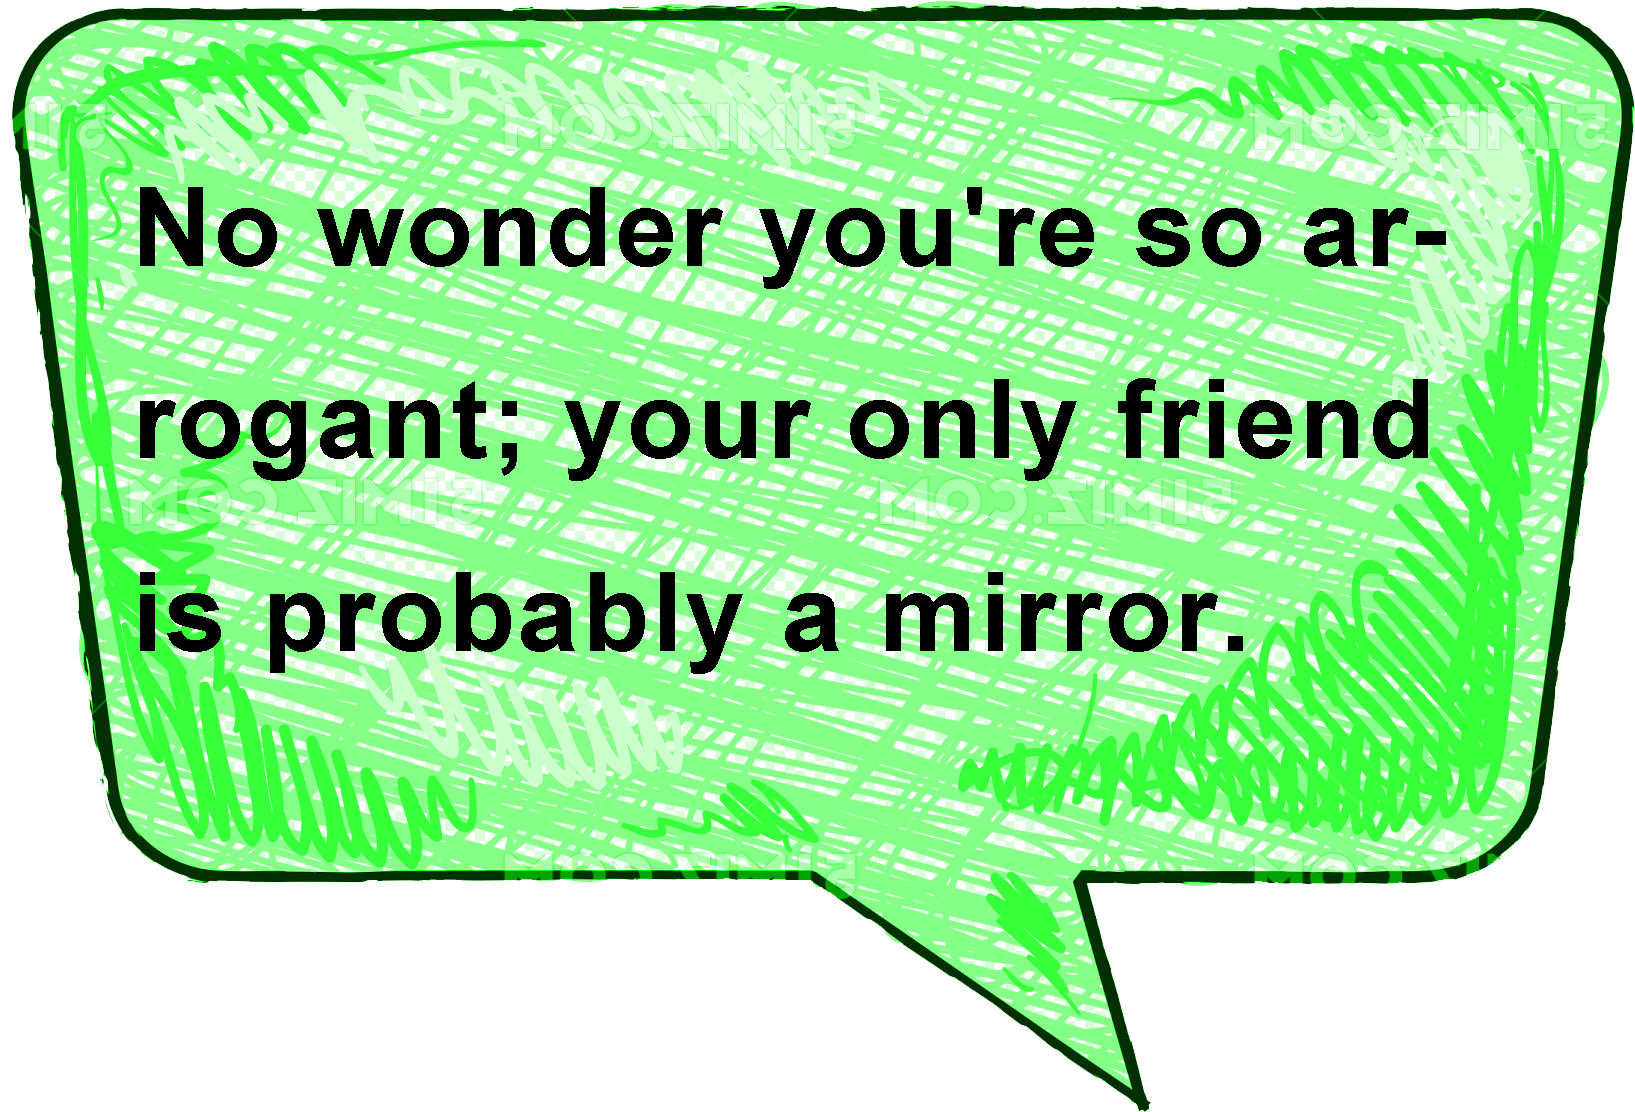 No wonder you're so ar-
rogant; your only friend
is probably a mirror.